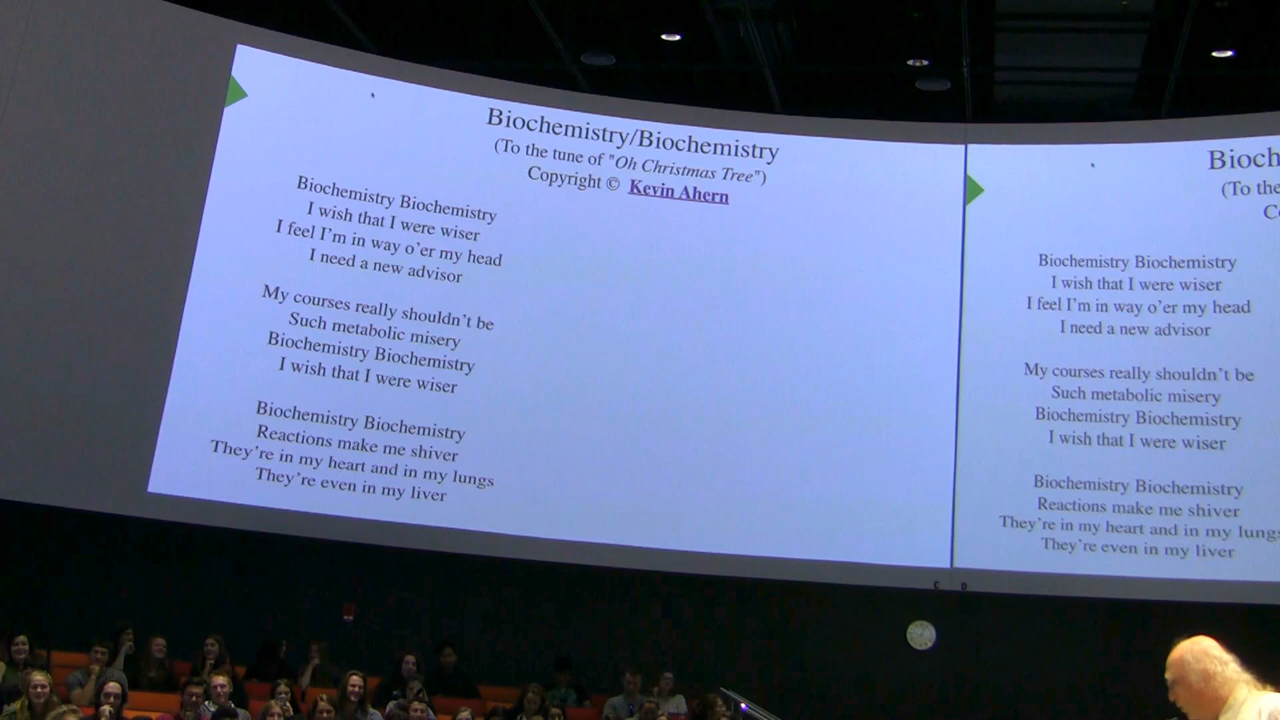 Biochemistry/Biochemistry
(To the tune of "Oh Christmas Tree")
Copyright © Kevin Ahern
Biochemistry Biochemistry
I wish that I were wiser
I feel I'm in way o'er my head
I need a new advisor
My courses really shouldn't be
Such metabolic misery
Biochemistry Biochemistry
I wish that I were wiser
Biochemistry Biochemistry
Reactions make me shiver
They're in my heart and in my lungs
They're even in my liver
Bioch
(To the
C
Biochemistry Biochemistry
I wish that I were wiser
I feel I'm in way o'er my head
I need a new advisor
My courses really shouldn't be
Such metabolic misery
Biochemistry Biochemistry
I wish that I were wiser
Biochemistry Biochemistry
Reactions make me shiver
They're in my heart and in my lungs
They're even in my liver
C D